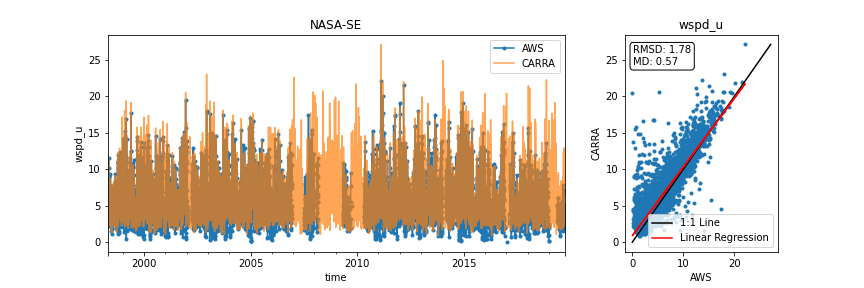 NASA-SE
wspd_u
25
20
15
10
5
0
2000
2005
2010
2015
time
AWS
CARRA
wspd_u
CARRA
25
20
15
10
5
0
0
10
20
AWS
RMSD: 1.78
MD: 0.57
1:1 Line
Linear Regression